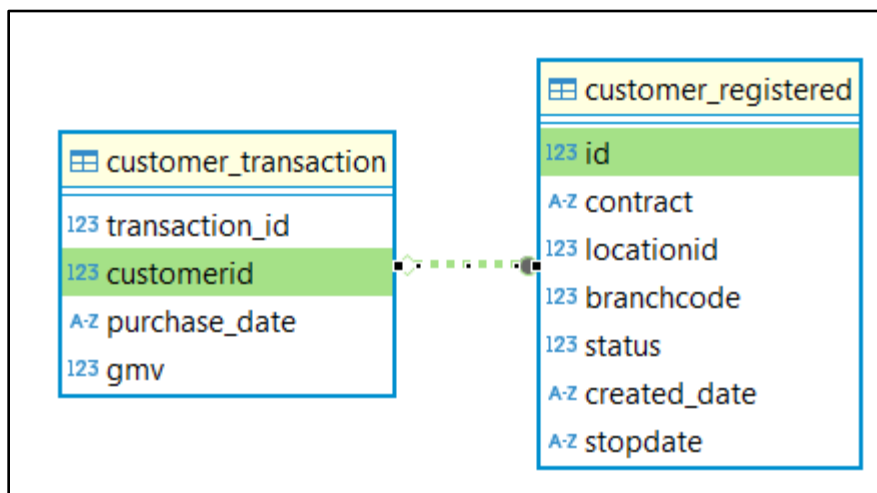 customer_transaction
123 transaction_id
123 customerid
A-Z purchase_date
123 gmv
customer_registered
123 id
A-Z contract
123 locationid
123 branchcode
123 status
A-Z created_date
A-Z stopdate